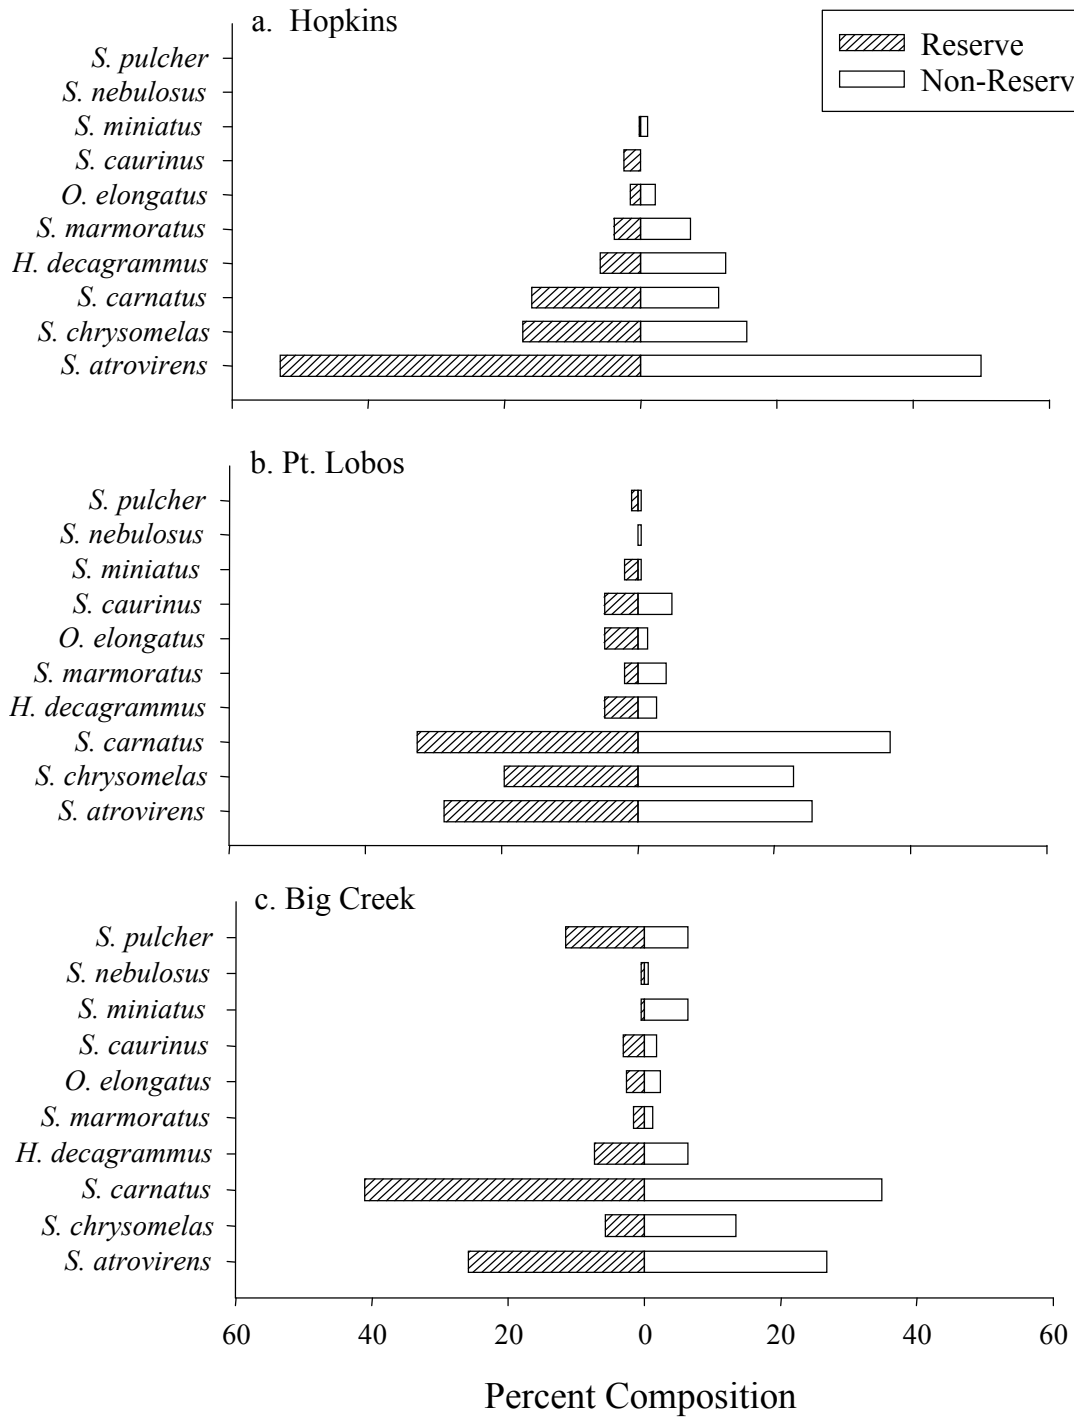 a. Hopkins
Reserve
Non-Reserv
S. pulcher
S. nebulosus
S. miniatus
S. caurinus
O. elongatus
S. marmoratus
H. decagrammus
S. carnatus
S. chrysomelas
S. atrovirens
b. Pt. Lobos
S. pulcher
S. nebulosus
S. miniatus
S. caurinus
O. elongatus
S. marmoratus
H. decagrammus
S. carnatus
S. chrysomelas
S. atrovirens
c. Big Creek
S. pulcher
S. nebulosus
S. miniatus
S. caurinus
O. elongatus
S. marmoratus
H. decagrammus
S. carnatus
S. chrysomelas
S. atrovirens
60 40 20 0 20 40 60
Percent Composition